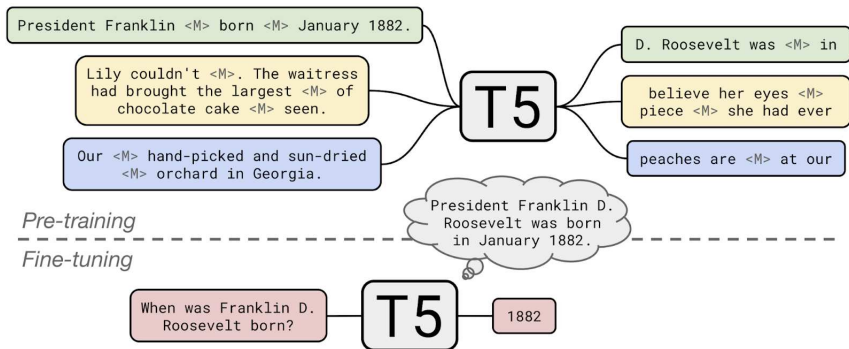 President Franklin <M> born <M> January 1882.
D. Roosevelt was <M> in
Lily couldn't <M>. The waitress
had brought the largest <M> of
chocolate cake <M> seen.
believe her eyes <M>
piece <M> she had ever
Our <M> hand-picked and sun-dried
<M> orchard in Georgia.
peaches are <M> at our
T5
Pre-training
President Franklin D.
Roosevelt was born
in January 1882.
Fine-tuning
When was Franklin D.
Roosevelt born?
T5
1882